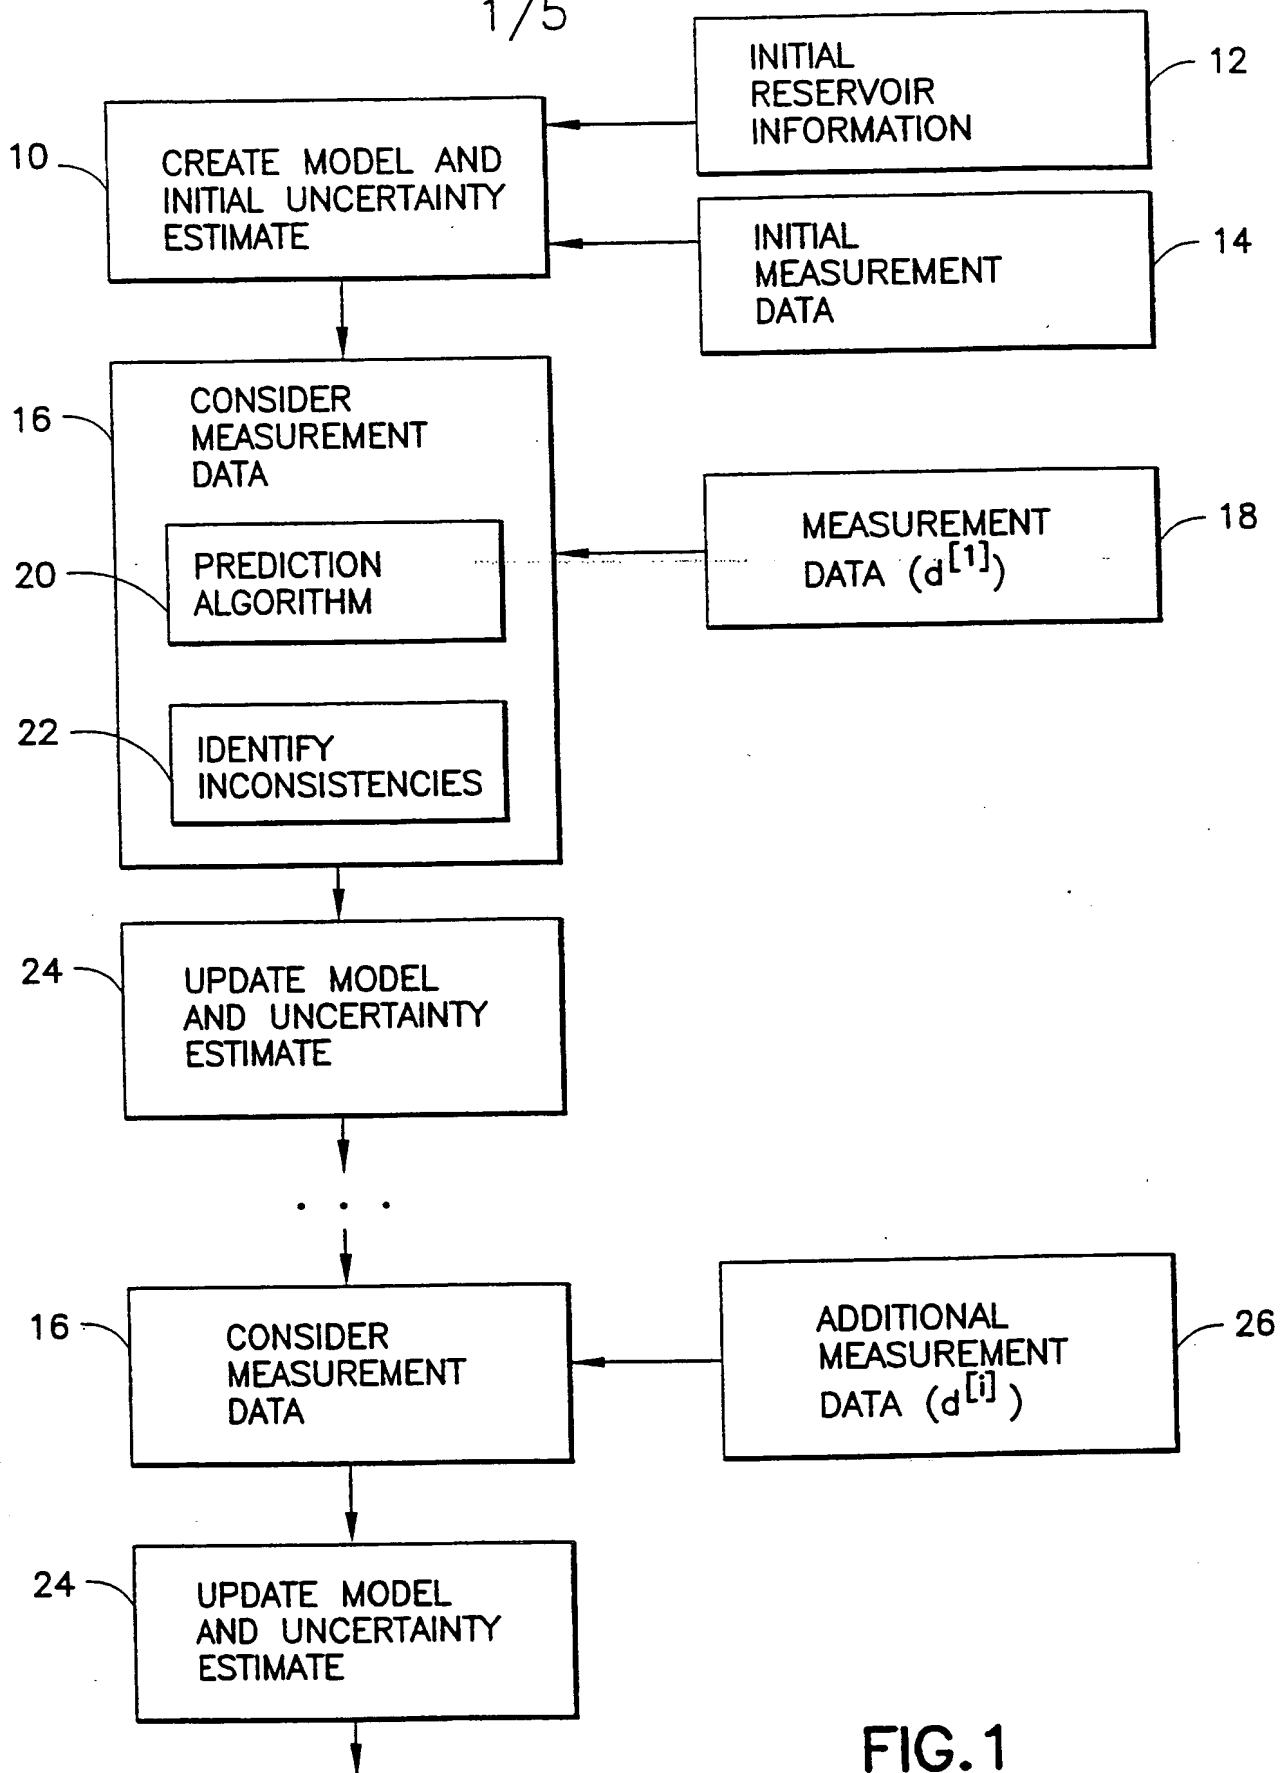 1/5
INITIAL
RESERVOIR
INFORMATION
12
10
CREATE MODEL AND
INITIAL UNCERTAINTY
ESTIMATE
INITIAL
MEASUREMENT
DATA
14
16
CONSIDER
MEASUREMENT
DATA
MEASUREMENT
DATA (d[1])
18
20
PREDICTION
ALGORITHM
22
IDENTIFY
INCONSISTENCIES
24
UPDATE MODEL
AND UNCERTAINTY
ESTIMATE
. . .
16
CONSIDER
MEASUREMENT
DATA
ADDITIONAL
MEASUREMENT
DATA (d[i])
26
24
UPDATE MODEL
AND UNCERTAINTY
ESTIMATE
FIG.1